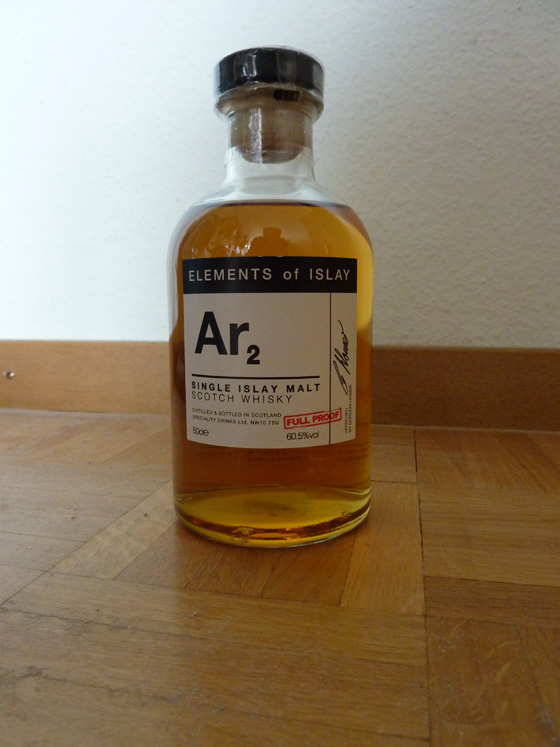 ELEMENTS of ISLAY
Ar2
SINGLE ISLAY MALT
SCOTCH WHISKY
DISTILLED & BOTTLED IN SCOTLAND
SPECIALITY DRINKS Ltd, NW10 7SU
FULL PROOF
50cl℮
60.5%vol